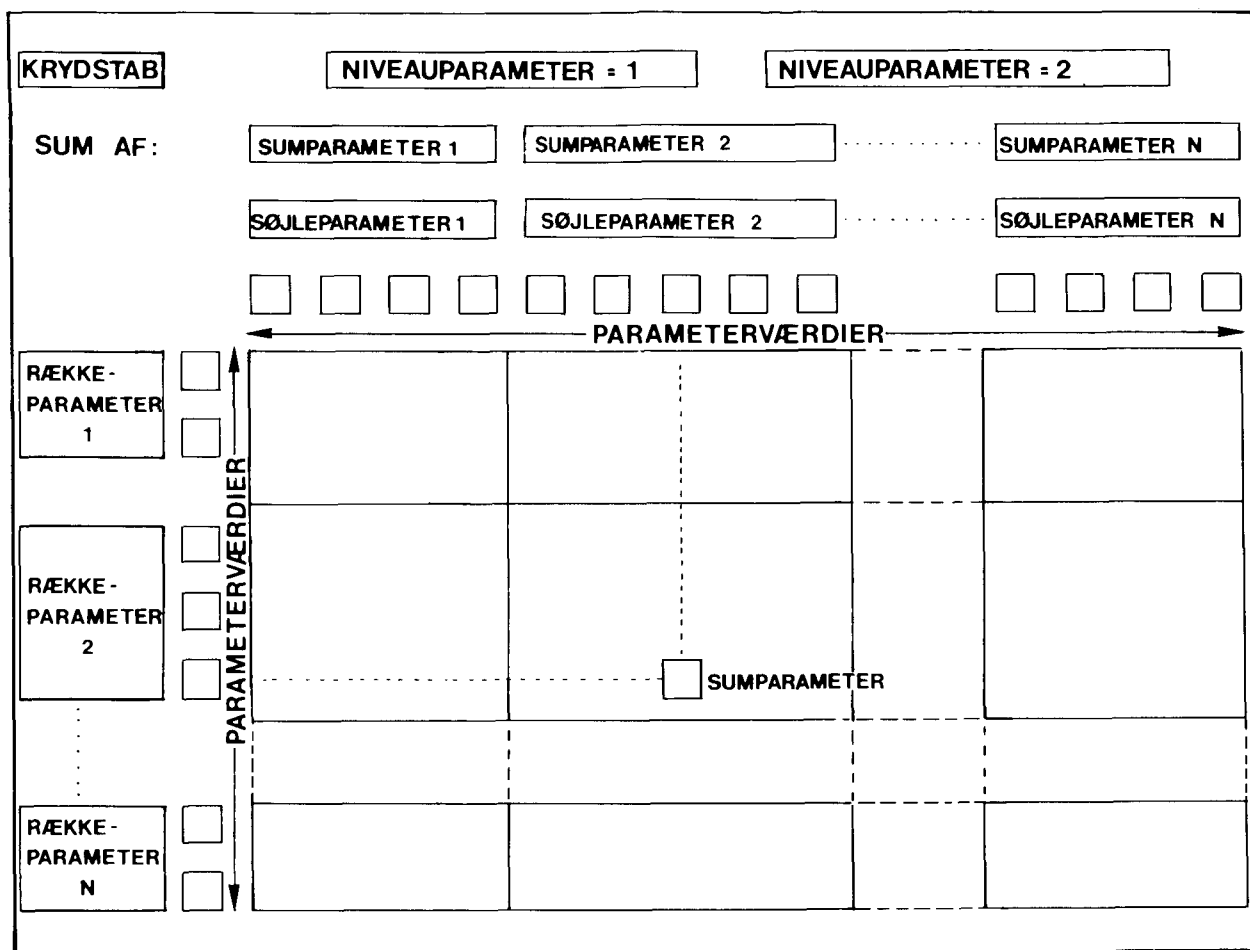 KRYDSTAB NIVEAUPARAMETER = 1 NIVEAUPARAMETER = 2
SUM AF: SUMPARAMETER 1 SUMPARAMETER 2 SUMPARAMETER N
SØJLEPARAMETER 1 SØJLEPARAMETER 2 SØJLEPARAMETER N
PARAMETERVÆRDIER
RÆKKE-
PARAMETER
1
PARAMETERVÆRDIER
RÆKKE-
PARAMETER
2
SUMPARAMETER
RÆKKE-
PARAMETER
N